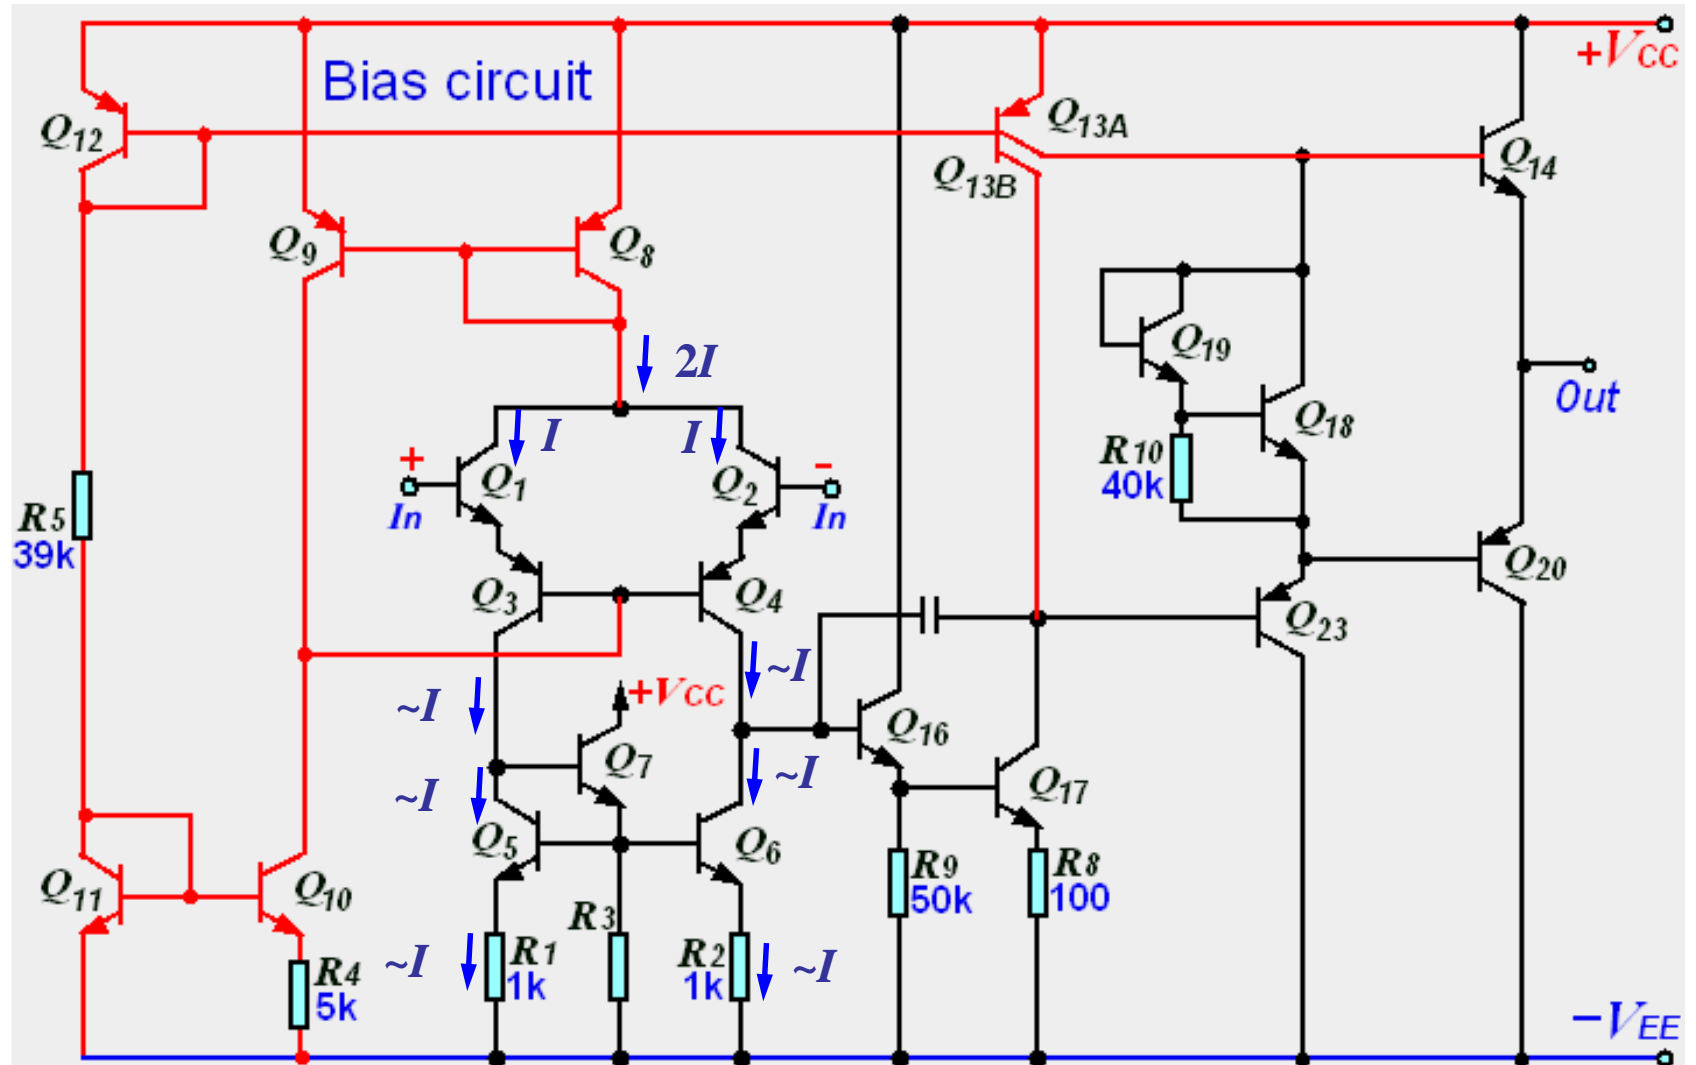 +VCC
Bias circuit
Q12
Q13A
Q13B
Q14
Q9
Q8
2I
Q19
I
I
Out
Q18
+
Q1
Q2
−
R10
40k
In
In
R5
39k
Q3
Q4
Q20
Q23
~I
+VCC
~I
Q16
Q7
~I
~I
Q17
Q5
Q6
Q11
Q10
R9
50k
R8
100
R3
R4
5k
~I
R1
1k
R2
1k
~I
−VEE